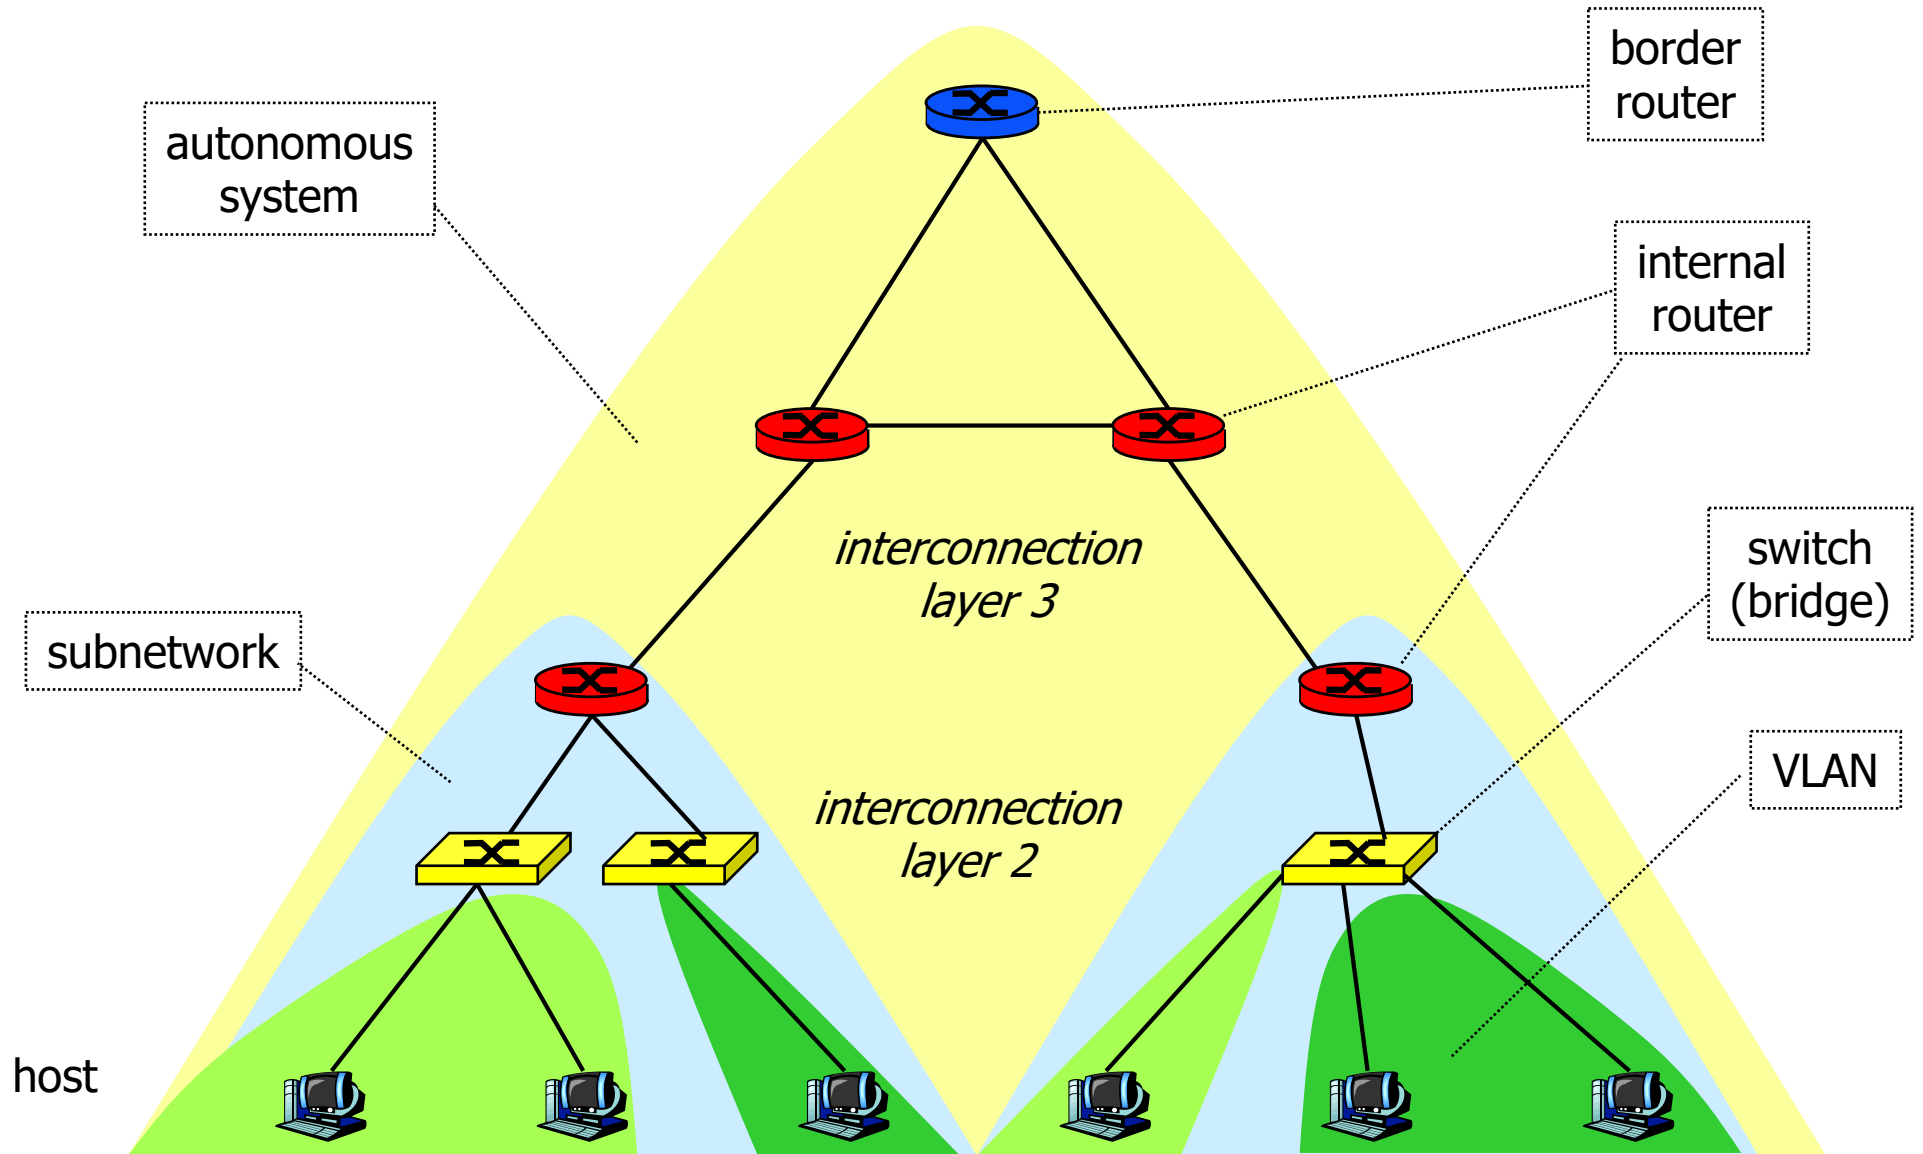 border
router
autonomous
system
internal
router
interconnection
layer 3
switch
(bridge)
subnetwork
VLAN
interconnection
layer 2
host